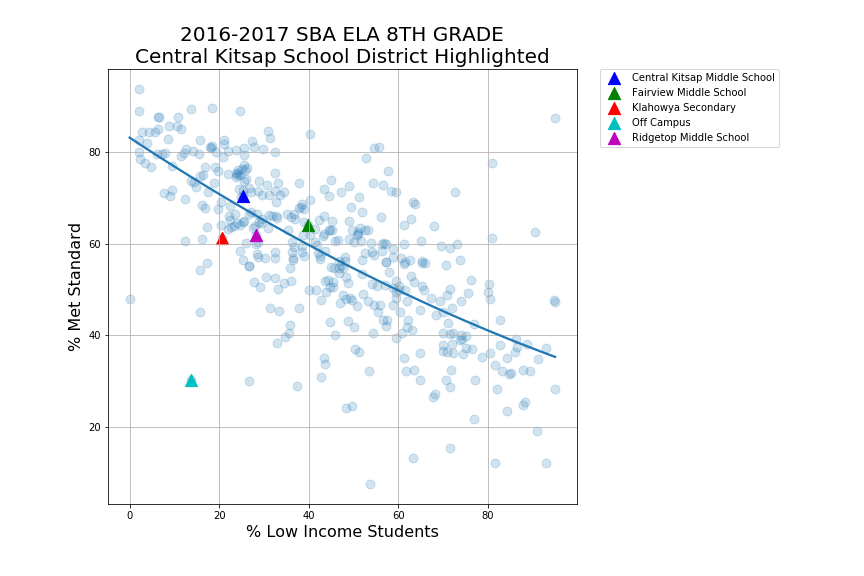 2016-2017 SBA ELA 8TH GRADE
Central Kitsap School District Highlighted
Central Kitsap Middle School
Fairview Middle School
Klahowya Secondary
Off Campus
Ridgetop Middle School
% Met Standard
80
60
40
20
0 20 40 60 80
% Low Income Students